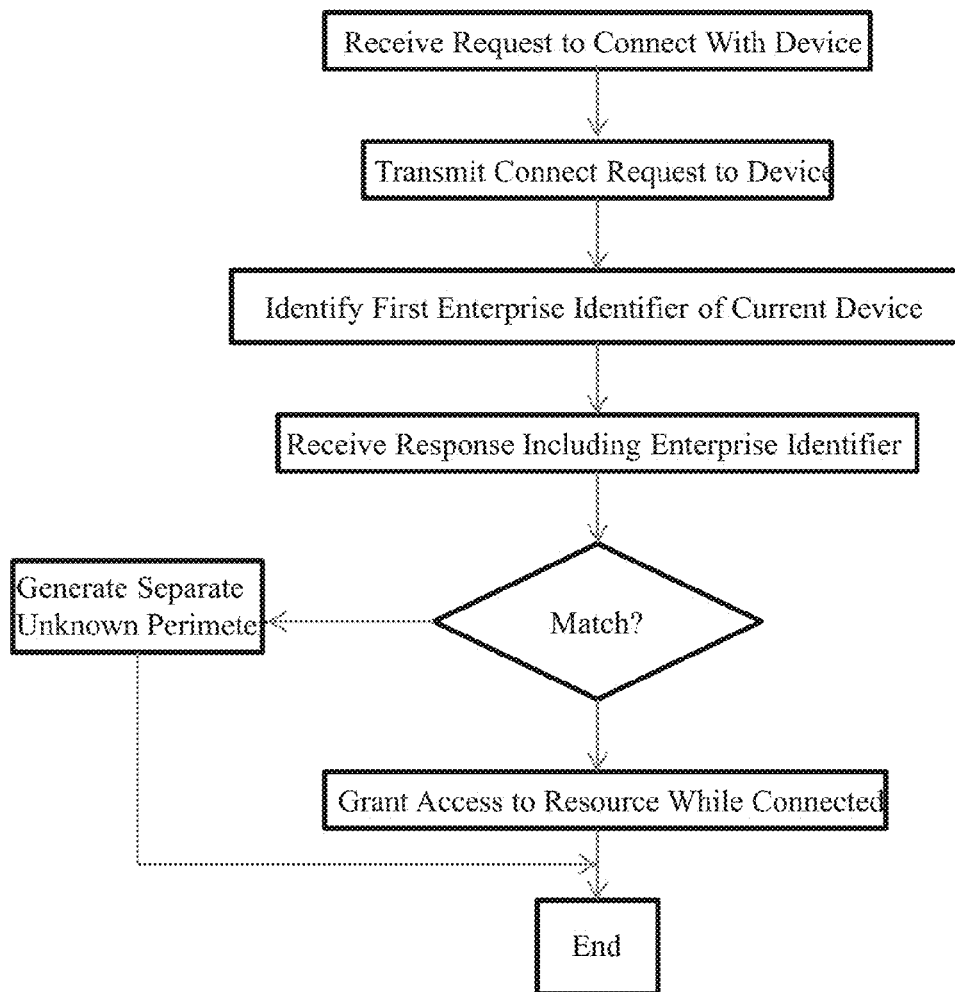 Receive Request to Connect With Device
Transmit Connect Request to Device
Identify First Enterprise Identifier of Current Device
Receive Response Including Enterprise Identifier
Generate Separate
Unknown Perimete
Match?
Grant Access to Resource While Connected
End